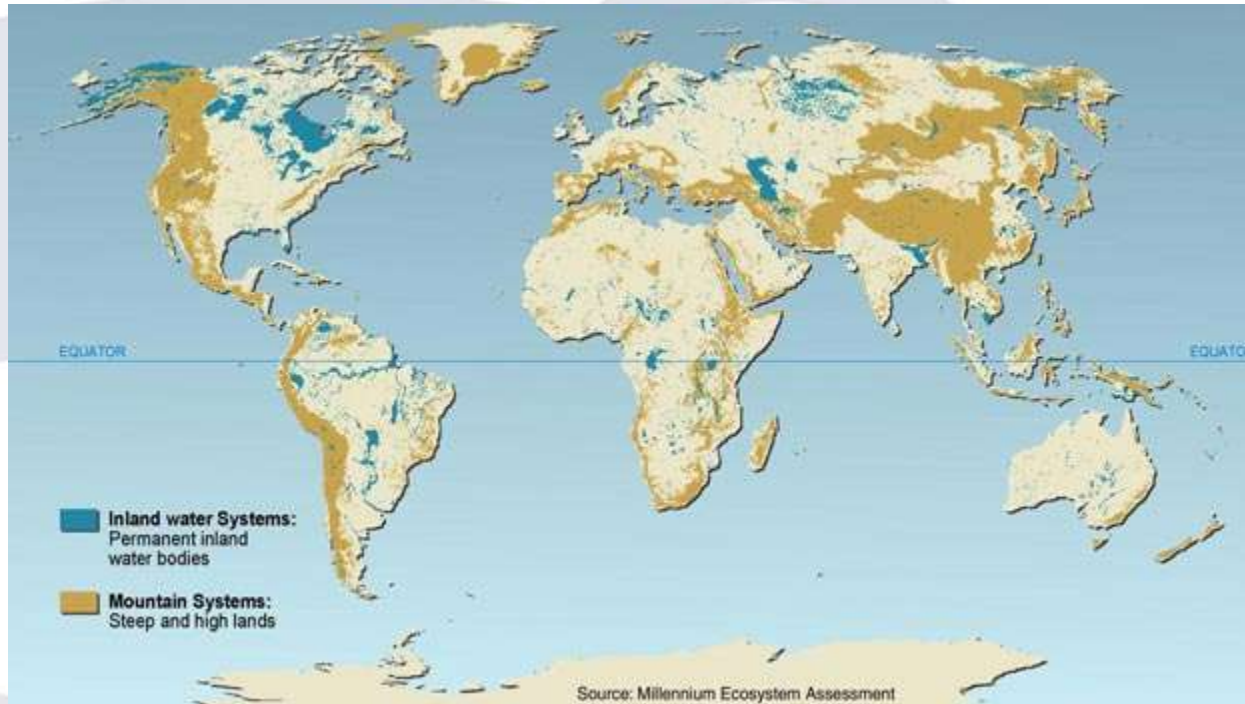 EQUATOR
EQUATO
Inland water Systems:
Permanent inland
water bodies
Mountain Systems:
Steep and high lands
Source: Millennium Ecosystem Assessment